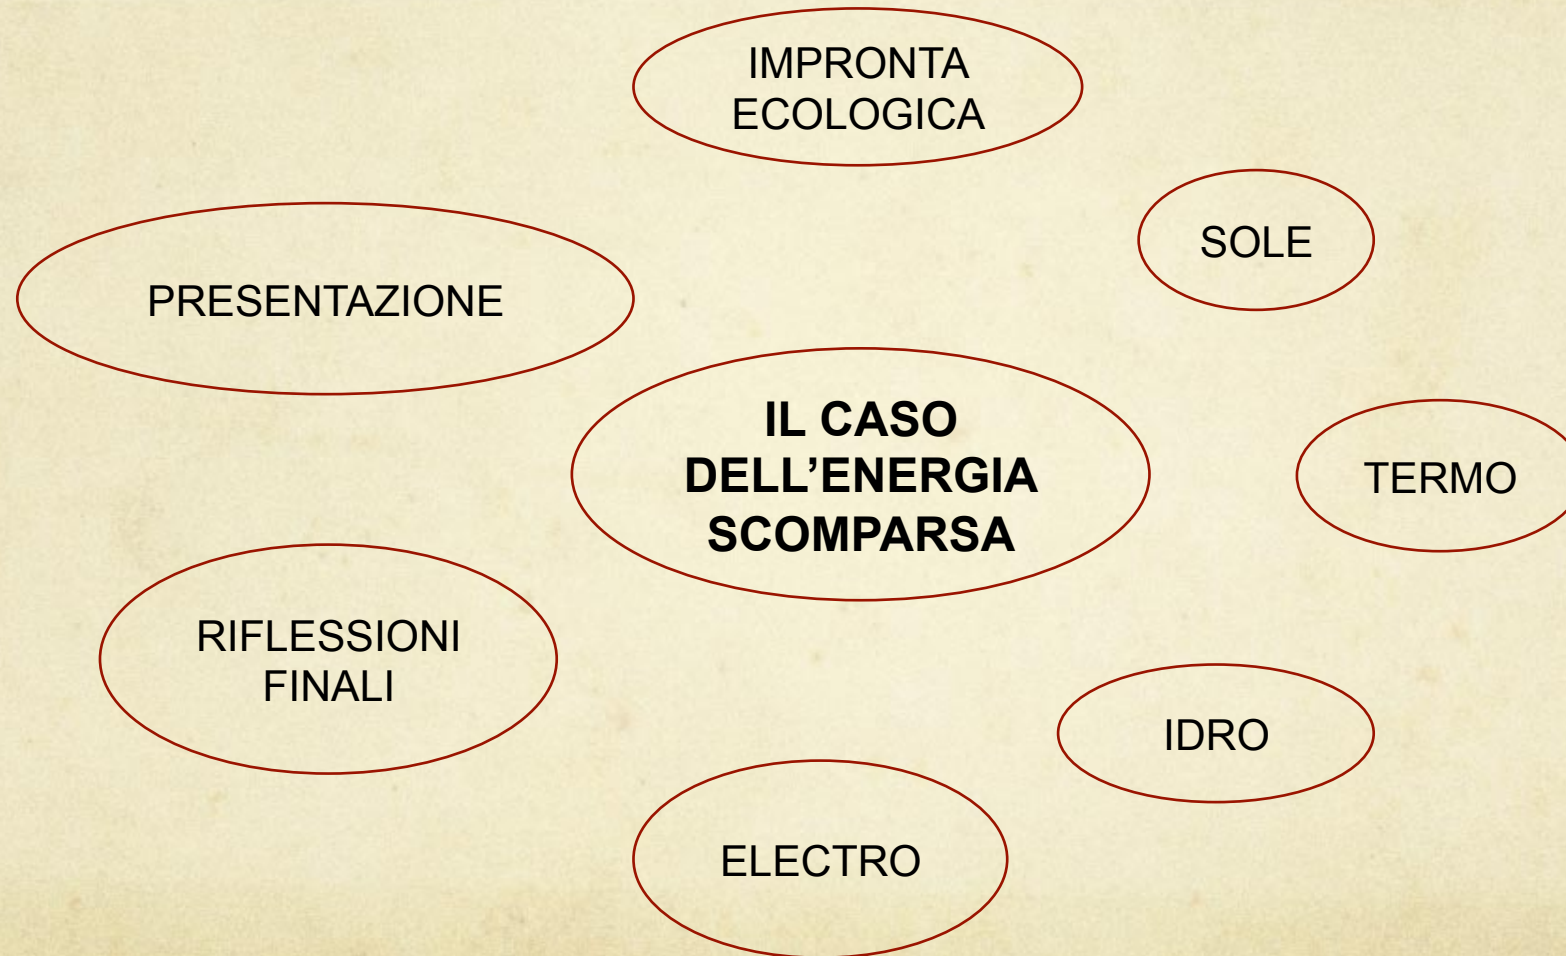 IMPRONTA
ECOLOGICA
SOLE
PRESENTAZIONE
IL CASO
DELL’ENERGIA
SCOMPARSA
TERMO
RIFLESSIONI
FINALI
IDRO
ELECTRO